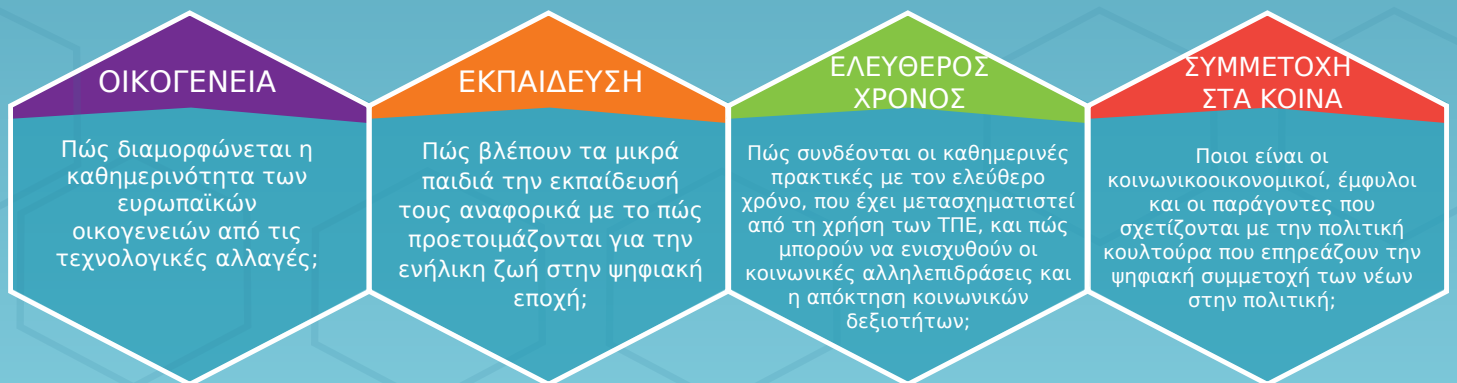 ΟΙΚΟΓΕΝΕΙΑ
Πώς διαμορφώνεται η
καθημερινότητα των
ευρωπαϊκών
οικογενειών από τις
τεχνολογικές αλλαγές;
ΕΚΠΑΙΔΕΥΣΗ
Πώς βλέπουν τα μικρά
παιδιά την εκπαίδευσή
τους αναφορικά με το πώς
προετοιμάζονται για την
ενήλικη ζωή στην ψηφιακή
εποχή;
ΕΛΕΥΘΕΡΟΣ
ΧΡΟΝΟΣ
Πώς συνδέονται οι καθημερινές
πρακτικές με τον ελεύθερο
χρόνο, που έχει μετασχηματιστεί
από τη χρήση των ΤΠΕ, και πώς
μπορούν να ενισχυθούν οι
κοινωνικές αλληλεπιδράσεις και
η απόκτηση κοινωνικών
δεξιοτήτων;
ΣΥΜΜΕΤΟΧΗ
ΣΤΑ ΚΟΙΝΑ
Ποιοι είναι οι
κοινωνικοοικονομικοί, έμφυλοι
και οι παράγοντες που
σχετίζονται με την πολιτική
κουλτούρα που επηρεάζουν την
ψηφιακή συμμετοχή των νέων
στην πολιτική;